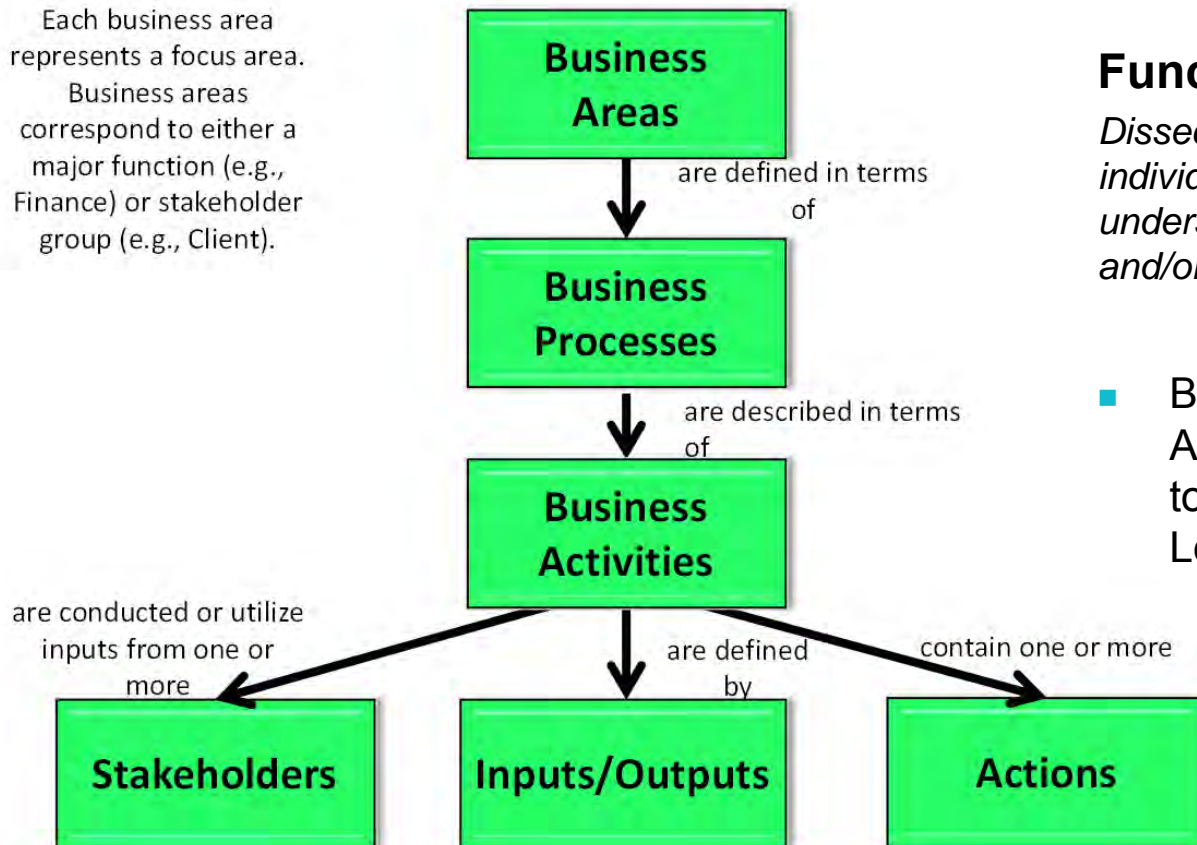 Each business area
represents a focus area.
Business areas
correspond to either a
major function (e.g.,
Finance) or stakeholder
group (e.g., Client).
Business
Areas
are defined in terms
of
Business
Processes
are described in terms
of
Business
Activities
are conducted or utilize
inputs from one or
more
are defined
by
contain one or more
Stakeholders
Inputs/Outputs
Actions
and/o
to